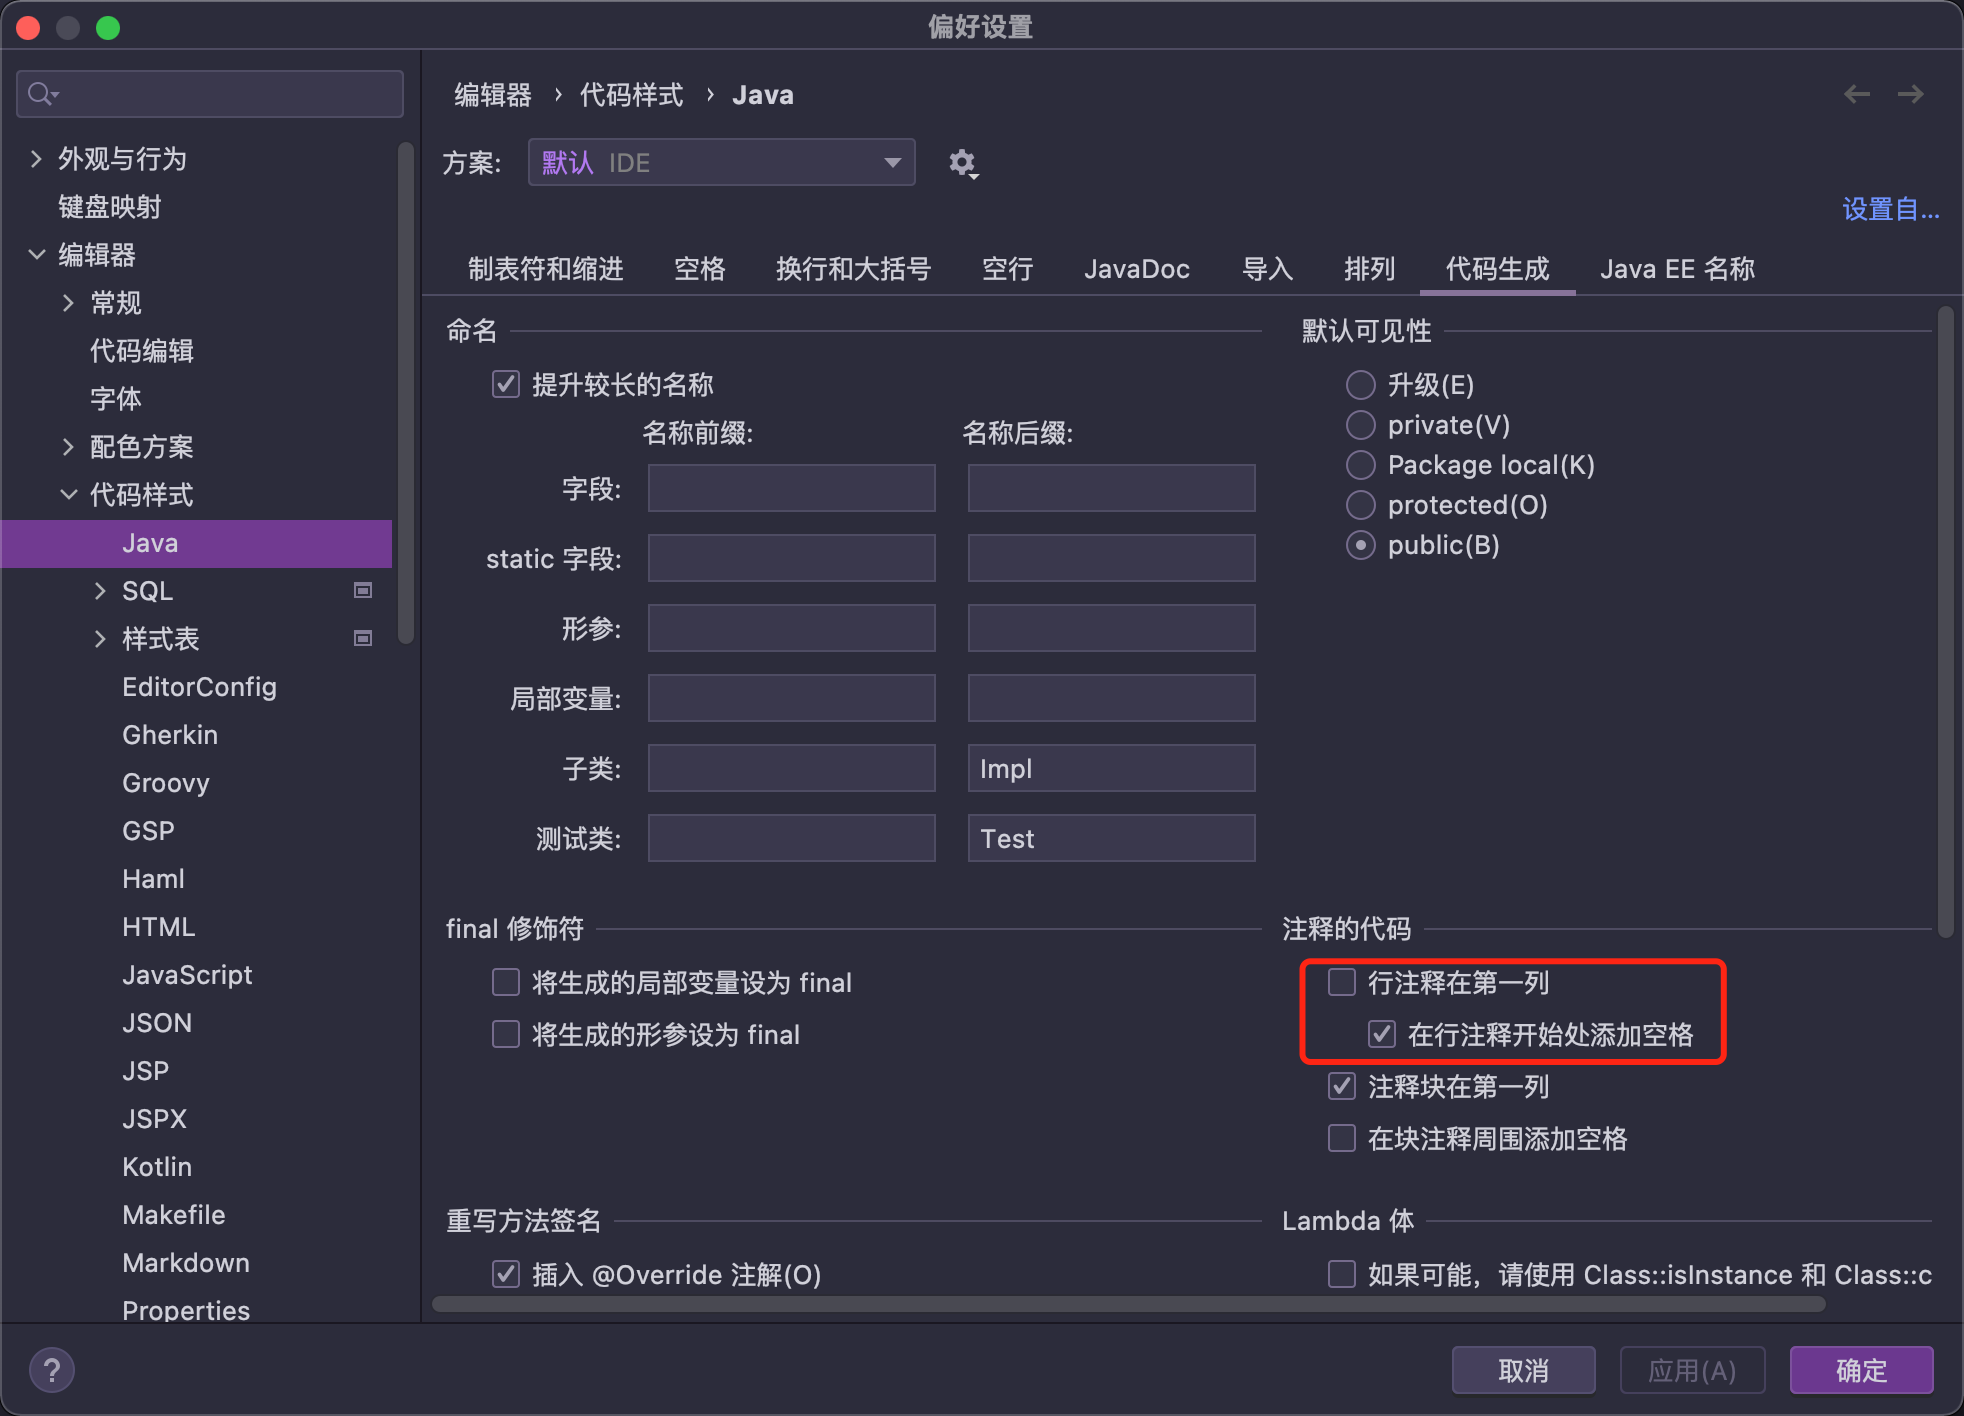 偏好设置
外观与行为
键盘映射
编辑器
常规
代码编辑
字体
配色方案
代码样式
Java
SQL
样式表
EditorConfig
Gherkin
Groovy
GSP
Haml
HTML
JavaScript
JSON
JSP
JSPX
Kotlin
Makefile
Markdown
Properties
编辑器 › 代码样式 › Java
方案: 默认 IDE
设置自...
制表符和缩进 空格 换行和大括号 空行 JavaDoc 导入 排列 代码生成 Java EE 名称
命名
提升较长的名称
名称前缀: 名称后缀:
字段:
static 字段:
形参:
局部变量:
子类: Impl
测试类: Test
默认可见性
升级(E)
private(V)
Package local(K)
protected(O)
public(B)
final 修饰符
将生成的局部变量设为 final
将生成的形参设为 final
注释的代码
行注释在第一列
在行注释开始处添加空格
注释块在第一列
在块注释周围添加空格
重写方法签名
插入 @Override 注解(O)
Lambda 体
如果可能，请使用 Class::isInstance 和 Class::c
?
取消 应用(A) 确定